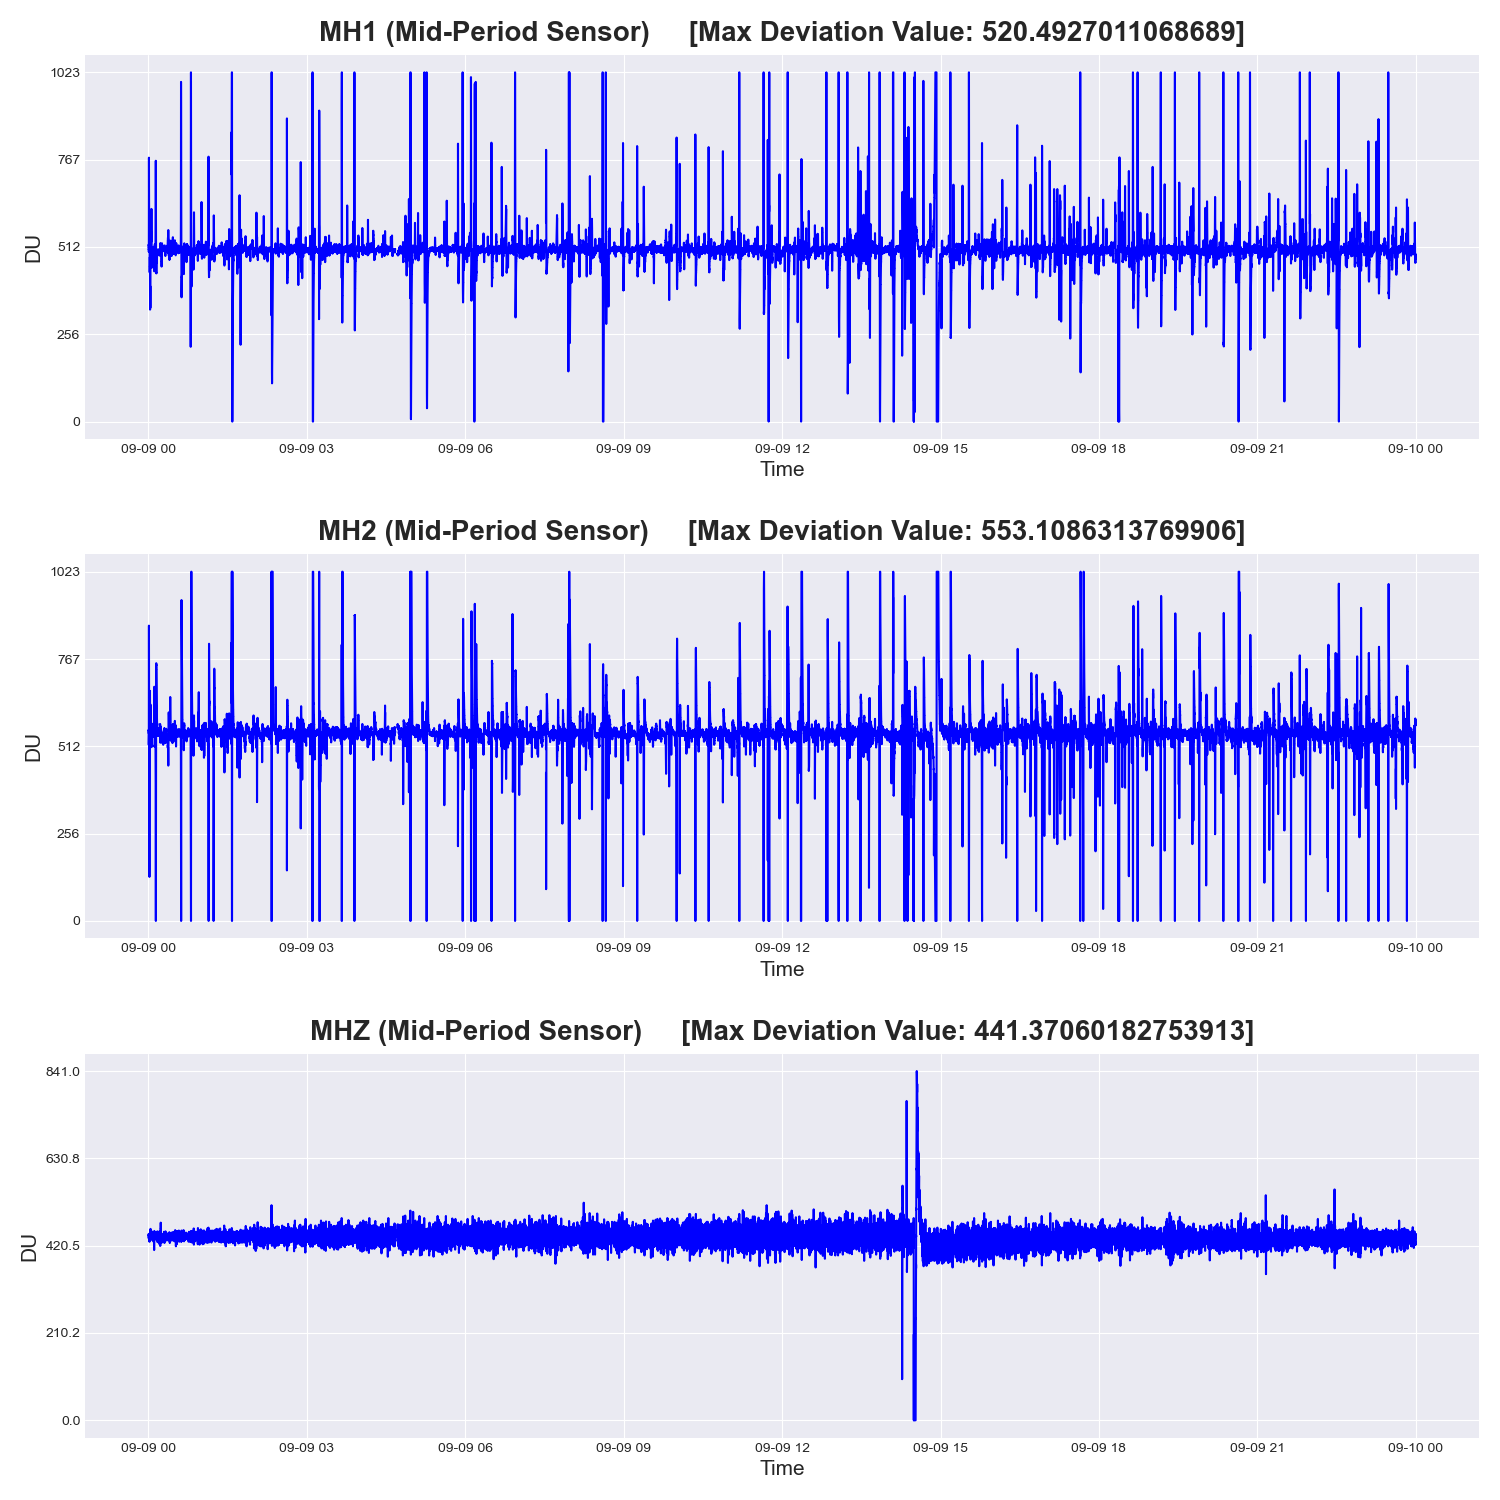 MH1 (Mid-Period Sensor) [Max Deviation Value: 520.4927011068689]
1023
767
512
256
0
DU
09-09 00 09-09 03 09-09 06 09-09 09 09-09 12 09-09 15 09-09 18 09-09 21 09-10 00
Time
MH2 (Mid-Period Sensor) [Max Deviation Value: 553.1086313769906]
1023
767
512
256
0
DU
09-09 00 09-09 03 09-09 06 09-09 09 09-09 12 09-09 15 09-09 18 09-09 21 09-10 00
Time
MHZ (Mid-Period Sensor) [Max Deviation Value: 441.37060182753913]
841.0
630.8
420.5
210.2
0.0
DU
09-09 00 09-09 03 09-09 06 09-09 09 09-09 12 09-09 15 09-09 18 09-09 21 09-10 00
Time